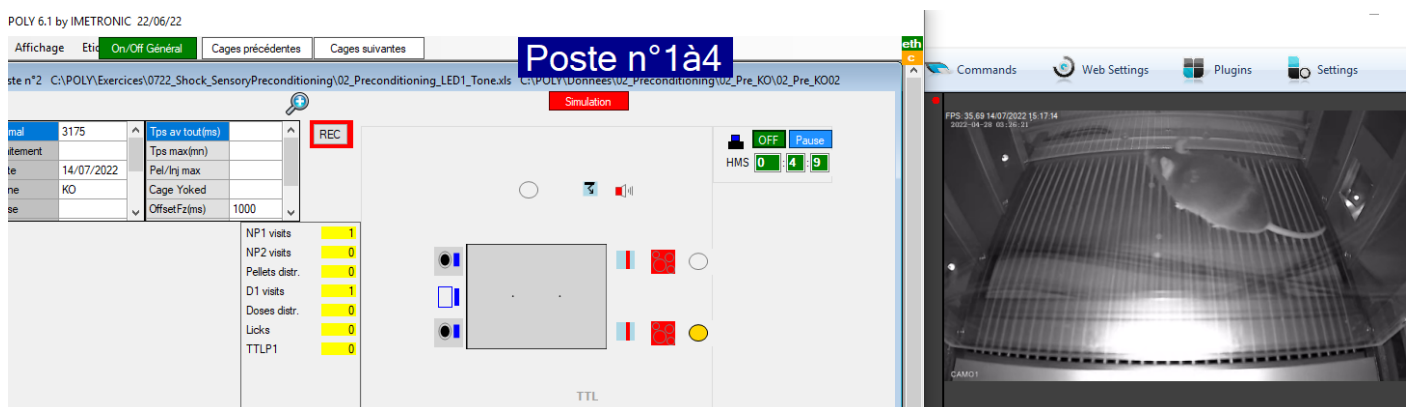 POLY 6.1 by IMETRONIC 22/06/22
Affichage Etic On/Off Général Cages précédentes Cages suivantes
Poste n°1à4
eth
c
ste n°2 C:\POLY\Exercices\0722_Shock_SensoryPreconditioning\02_Preconditioning_LED1_Tone.xls C:\POLY\Donnees\02_Preconditioning\02_Pre_KO\02_Pre_KO02
Simulation
mal 3175 Tps av tout(ms)
itement Tps max(mn)
te 14/07/2022 Pel/Inj max
ne KO Cage Yoked
se OffsetFz(ms) 1000
REC
OFF Pause
HMS 0 : 4 : 9
NP1 visits 1
NP2 visits 0
Pellets distr. 0
D1 visits 1
Doses distr. 0
Licks 0
TTLP1 0
TTL
Commands Web Settings Plugins Settings
FPS: 35,69 14/07/2022 15:17:14
2022-04-28 03:26:21
CAM01